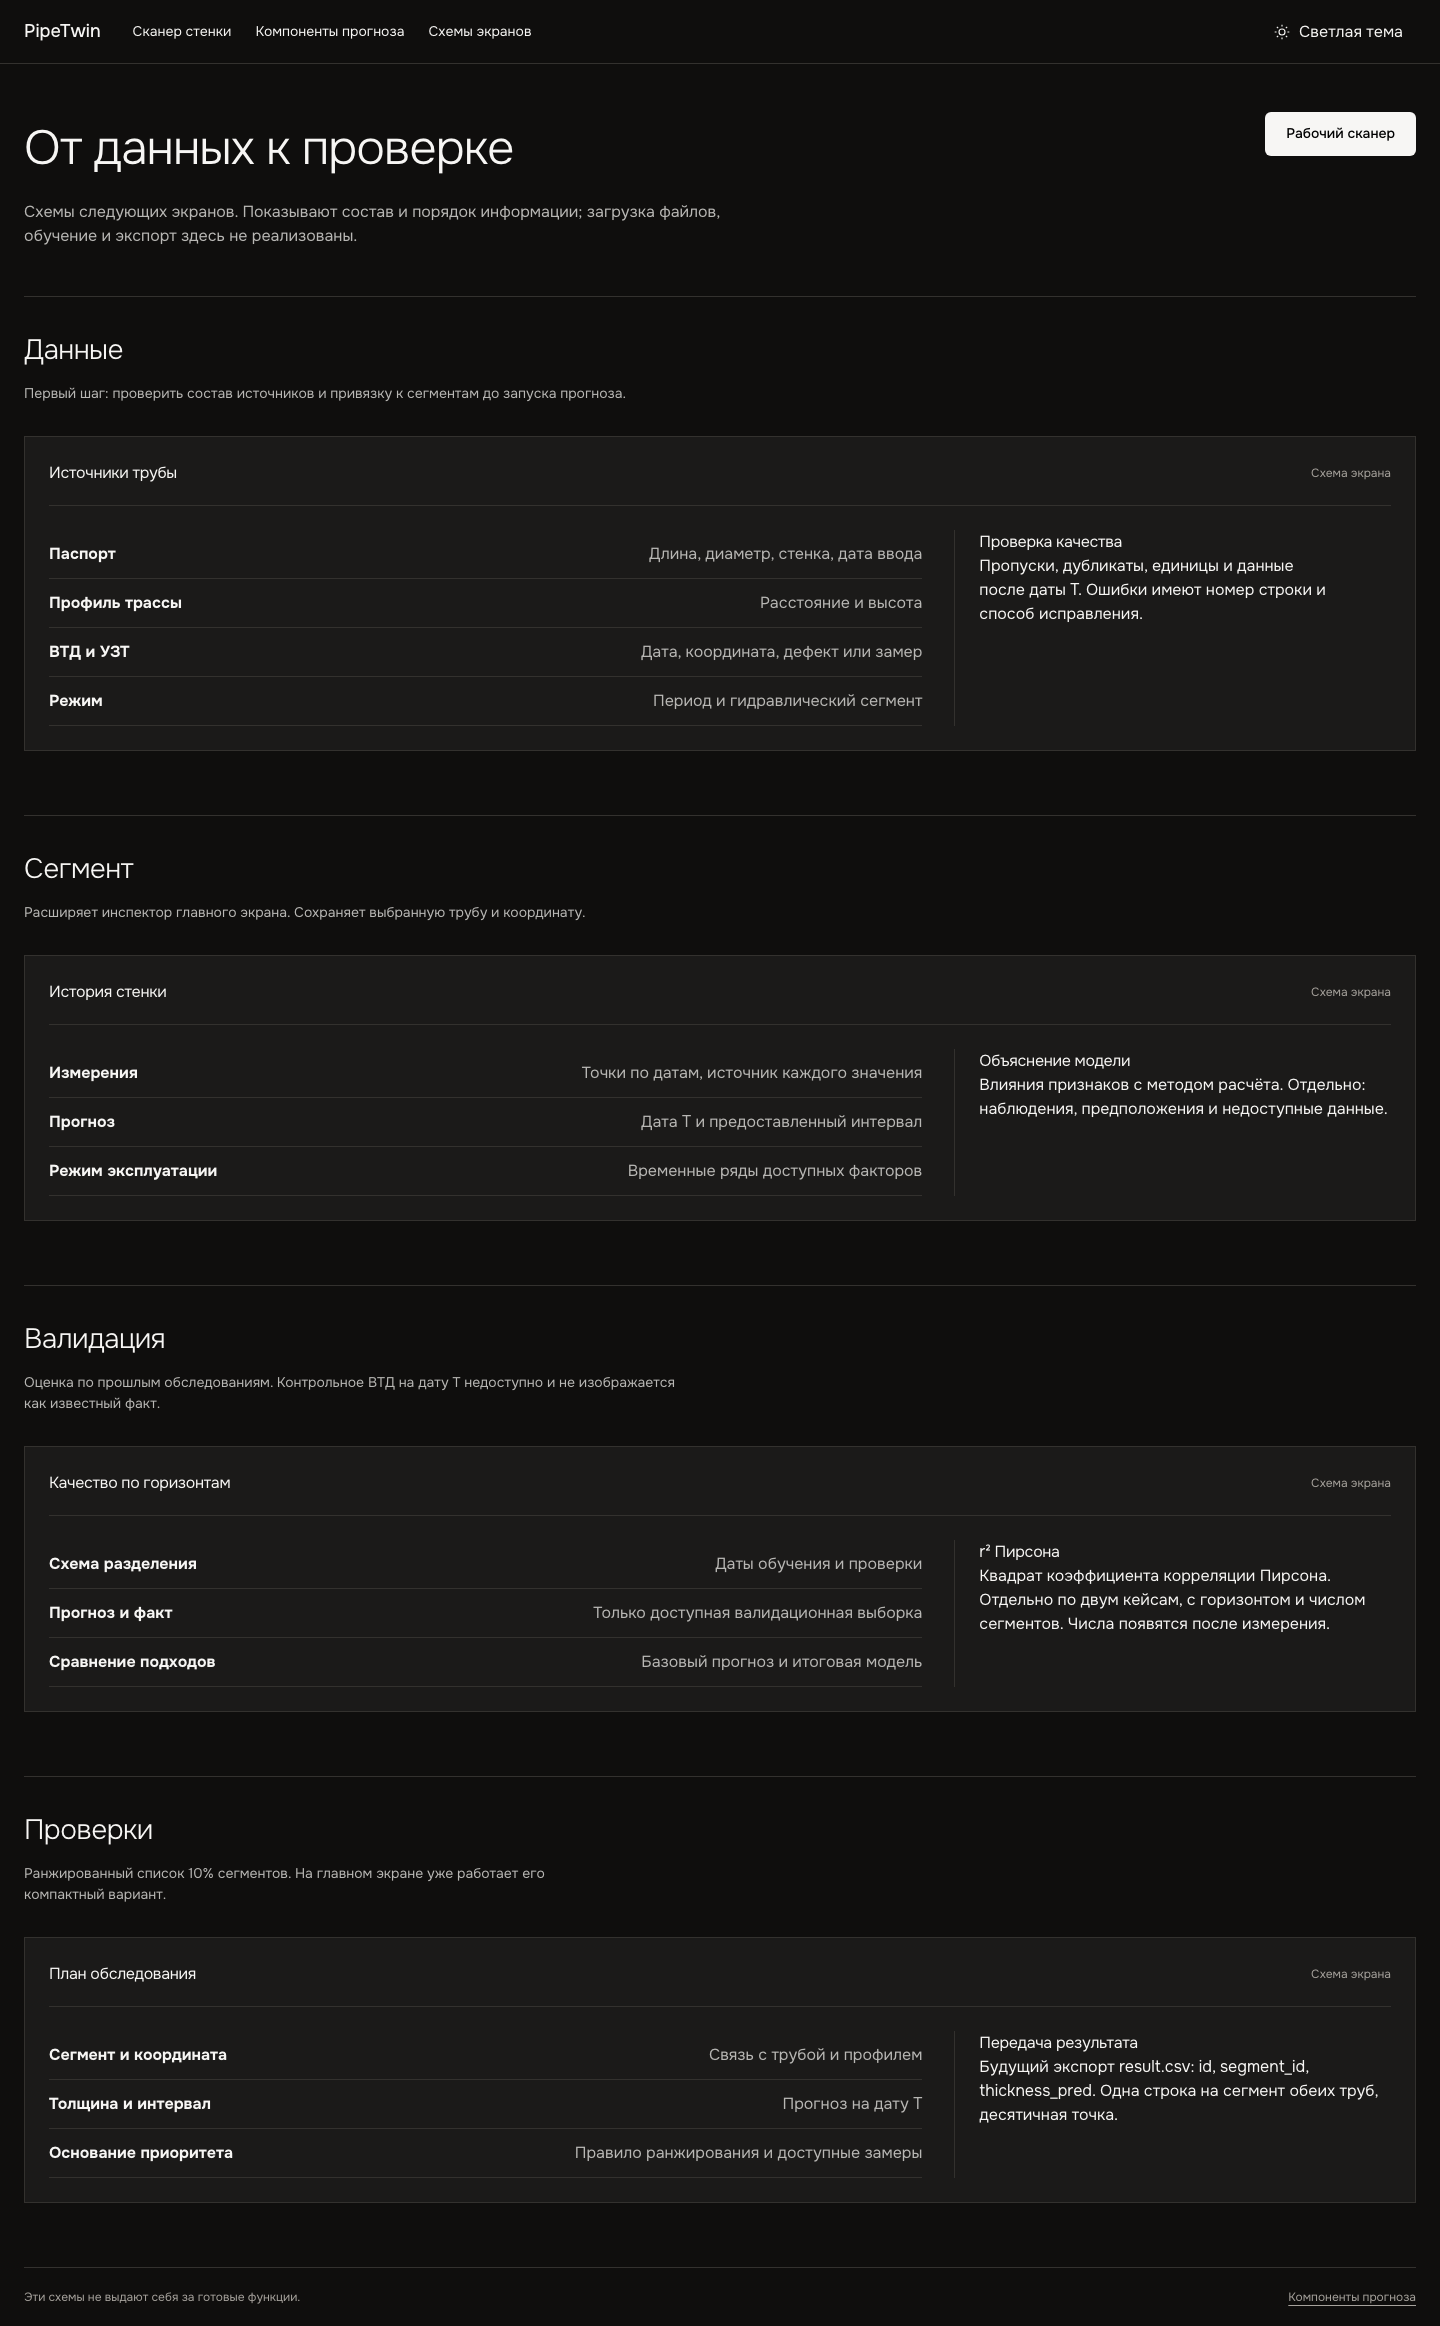 PipeTwin Сканер стенки Компоненты прогноза Схемы экранов Светлая тема
От данных к проверке
Рабочий сканер
Схемы следующих экранов. Показывают состав и порядок информации; загрузка файлов,
обучение и экспорт здесь не реализованы.
Данные
Первый шаг: проверить состав источников и привязку к сегментам до запуска прогноза.
Источники трубы
Схема экрана
Паспорт Длина, диаметр, стенка, дата ввода
Профиль трассы Расстояние и высота
ВТД и УЗТ Дата, координата, дефект или замер
Режим Период и гидравлический сегмент
Проверка качества
Пропуски, дубликаты, единицы и данные
после даты T. Ошибки имеют номер строки и
способ исправления.
Сегмент
Расширяет инспектор главного экрана. Сохраняет выбранную трубу и координату.
История стенки
Схема экрана
Измерения Точки по датам, источник каждого значения
Прогноз Дата T и предоставленный интервал
Режим эксплуатации Временные ряды доступных факторов
Объяснение модели
Влияния признаков с методом расчёта. Отдельно:
наблюдения, предположения и недоступные данные.
Валидация
Оценка по прошлым обследованиям. Контрольное ВТД на дату T недоступно и не изображается
как известный факт.
Качество по горизонтам
Схема экрана
Схема разделения Даты обучения и проверки
Прогноз и факт Только доступная валидационная выборка
Сравнение подходов Базовый прогноз и итоговая модель
r² Пирсона
Квадрат коэффициента корреляции Пирсона.
Отдельно по двум кейсам, с горизонтом и числом
сегментов. Числа появятся после измерения.
Проверки
Ранжированный список 10% сегментов. На главном экране уже работает его
компактный вариант.
План обследования
Схема экрана
Сегмент и координата Связь с трубой и профилем
Толщина и интервал Прогноз на дату T
Основание приоритета Правило ранжирования и доступные замеры
Передача результата
Будущий экспорт result.csv: id, segment_id,
thickness_pred. Одна строка на сегмент обеих труб,
десятичная точка.
Эти схемы не выдают себя за готовые функции.
Компоненты прогноза